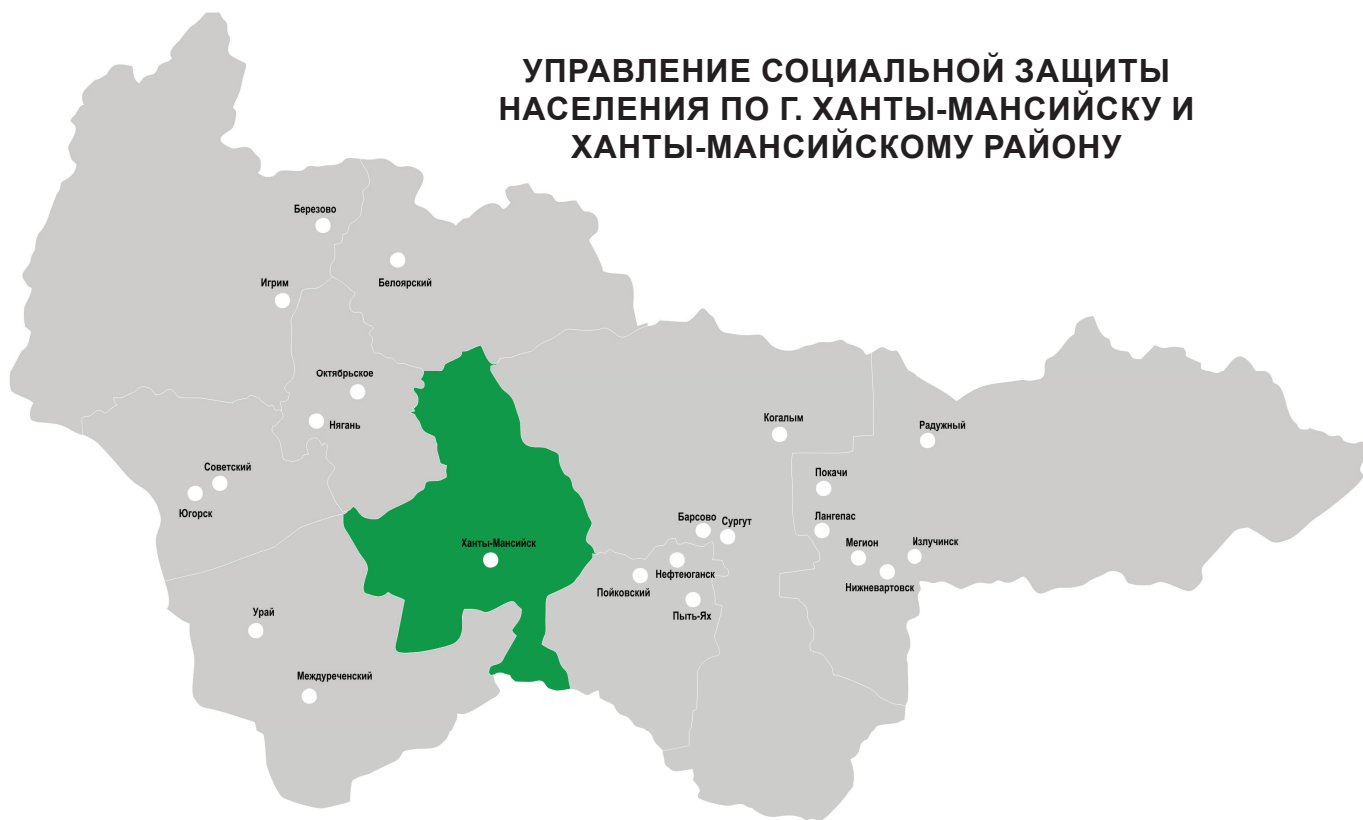 УПРАВЛЕНИЕ СОЦИАЛЬНОЙ ЗАЩИТЫ
НАСЕЛЕНИЯ ПО Г. ХАНТЫ-МАНСИЙСКУ И
ХАНТЫ-МАНСИЙСКОМУ РАЙОНУ
Березово
Белоярский
Игрим
Октябрьское
Нягань
Когалым
Радужный
Советский
Югорск
Покачи
Лангепас
Барсово
Сургут
Ханты-Мансийск
Мегион
Излучинск
Нефтеюганск
Пойковский
Нижневартовск
Пыть-Ях
Урай
Междуреченский